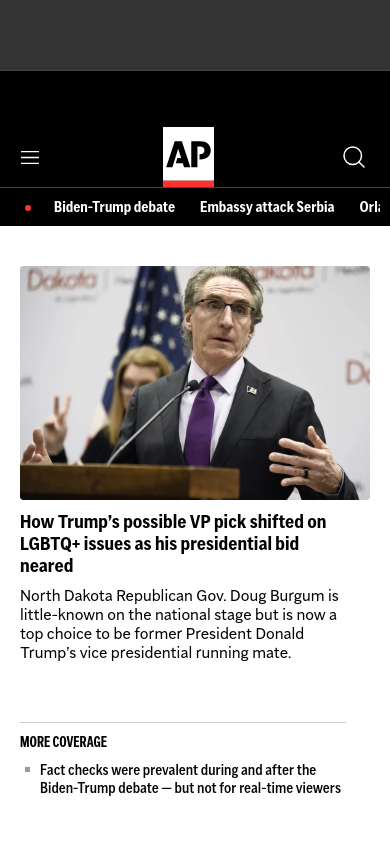 AP
Biden-Trump debate Embassy attack Serbia Orla
Dakota
Dakota
How Trump's possible VP pick shifted on
LGBTQ+ issues as his presidential bid
neared
North Dakota Republican Gov. Doug Burgum is
little-known on the national stage but is now a
top choice to be former President Donald
Trump's vice presidential running mate.
MORE COVERAGE
Fact checks were prevalent during and after the
Biden-Trump debate — but not for real-time viewers